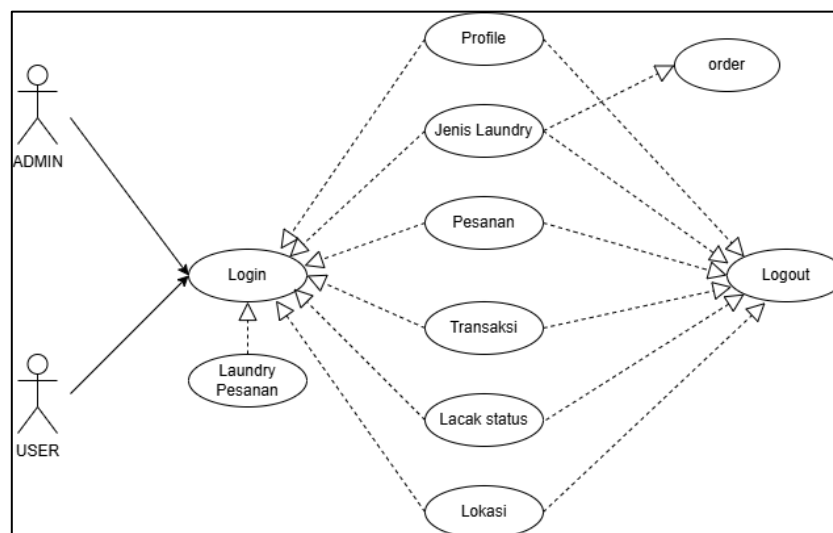 Profile
order
ADMIN
Jenis Laundry
Pesanan
Login
Logout
Transaksi
Laundry
Pesanan
USER
Lacak status
Lokasi